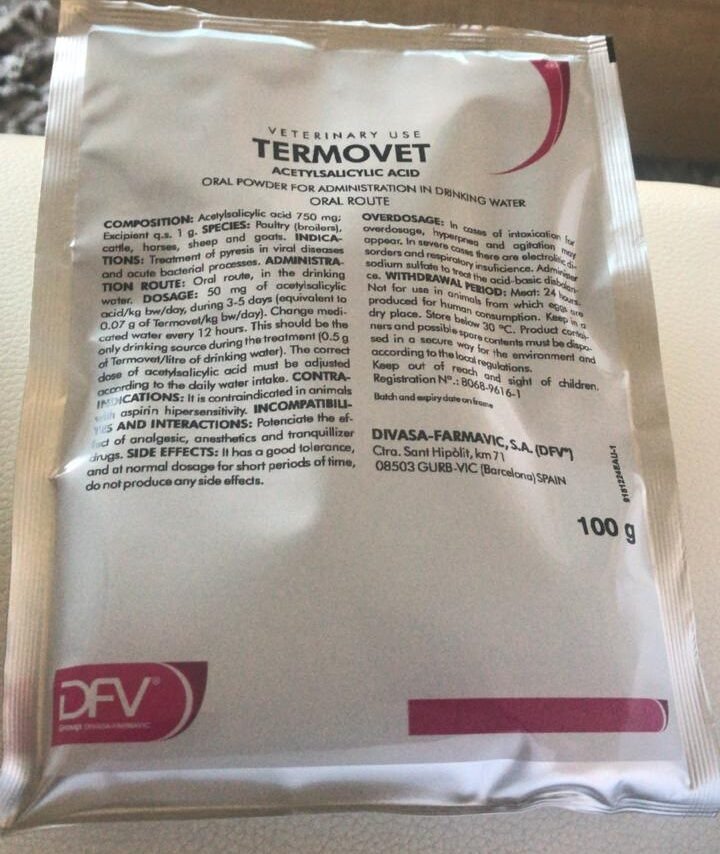 VETERINARY USE
TERMOVET
ACETYLSALICYLIC ACID
ORAL POWDER FOR ADMINISTRATION IN DRINKING WATER
ORAL ROUTE
COMPOSITION: Acetylsalicylic acid 750 mg;
Excipient q.s. 1 g. SPECIES: Poultry (broilers),
cattle, horses, sheep and goats. INDICA-
TIONS: Treatment of pyresis in viral diseases
and acute bacterial processes. ADMINISTRA-
TION ROUTE: Oral route, in the drinking
water. DOSAGE: 50 mg of acetylsalicylic
acid/kg bw/day, during 3-5 days (equivalent to
0.07 g of Termovet/kg bw/day). Change medi-
cated water every 12 hours. This should be the
only drinking source during the treatment (0.5 g
of Termovet/litre of drinking water). The correct
dose of acetylsalicylic acid must be adjusted
according to the daily water intake. CONTRA-
INDICATIONS: It is contraindicated in animals
with aspirin hipersensitivity. INCOMPATIBILI-
TIES AND INTERACTIONS: Potenciate the ef-
fect of analgesic, anesthetics and tranquillizer
drugs. SIDE EFFECTS: It has a good tolerance,
and at normal dosage for short periods of time,
do not produce any side effects.
OVERDOSAGE: In cases of intoxication for
overdosage, hyperpnea and agitation may
appear. In severe cases there are electrolic di-
sorders and respiratory insuficience. Administer
sodium sulfate to treat the acid-basic disbalan-
ce. WITHDRAWAL PERIOD: Meat: 24 hours.
Not for use in animals from which eggs are
produced for human consumption. Keep in a
dry place. Store below 30 ºC. Product contai-
ners and possible spare contents must be dispo-
sed in a secure way for the environment and
according to the local regulations.
Keep out of reach and sight of children.
Registration Nº.: 8068-9616-1
Batch and expiry date on frame
DIVASA-FARMAVIC, S.A. (DFV®)
Ctra. Sant Hipòlit, km 71
08503 GURB-VIC (Barcelona) SPAIN
100 g
DFV®
Group DIVASA-FARMAVIC